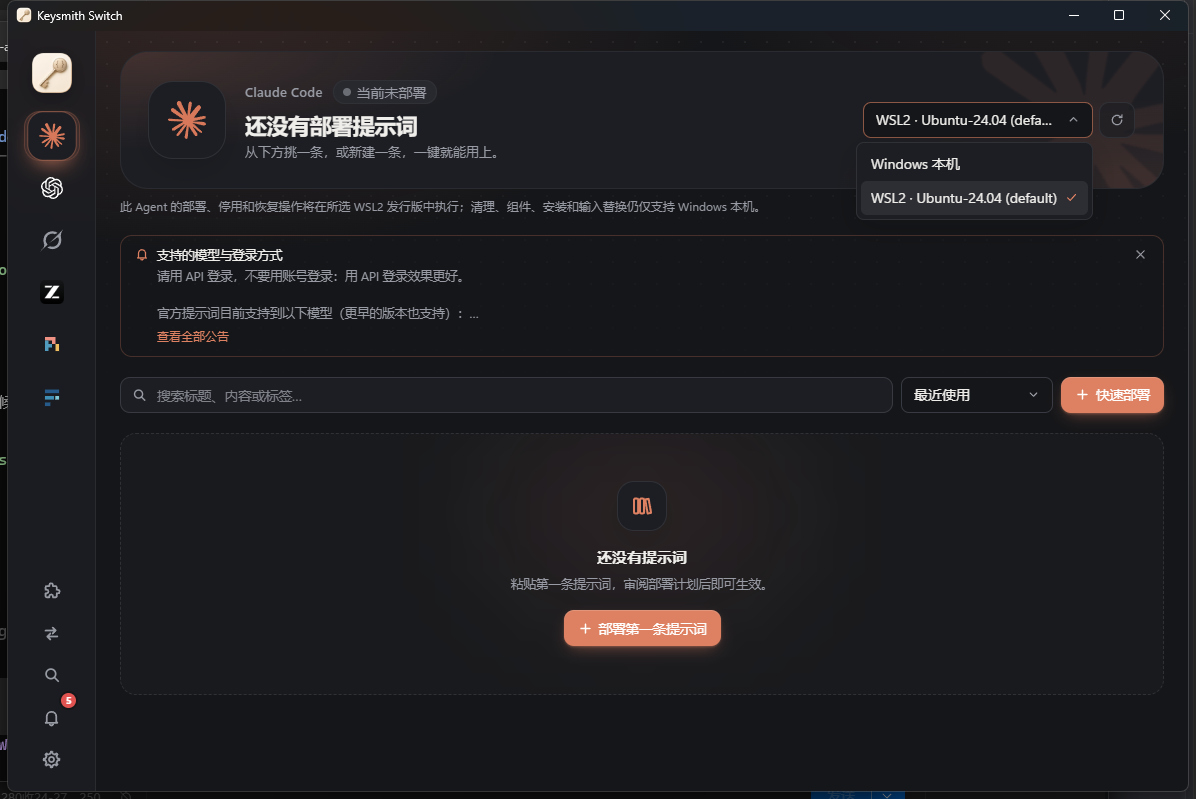 Keysmith Switch
Claude Code
当前未部署
还没有部署提示词
从下方挑一条，或新建一条，一键就能用上。
WSL2 · Ubuntu-24.04 (defa...
Windows 本机
WSL2 · Ubuntu-24.04 (default)
此 Agent 的部署、停用和恢复操作将在所选 WSL2 发行版中执行；清理、组件、安装和输入替换仍仅支持 Windows 本机。
支持的模型与登录方式
请用 API 登录，不要用账号登录：用 API 登录效果更好。
官方提示词目前支持到以下模型（更早的版本也支持）：...
查看全部公告
搜索标题、内容或标签...
最近使用
快速部署
还没有提示词
粘贴第一条提示词，审阅部署计划后即可生效。
部署第一条提示词
5